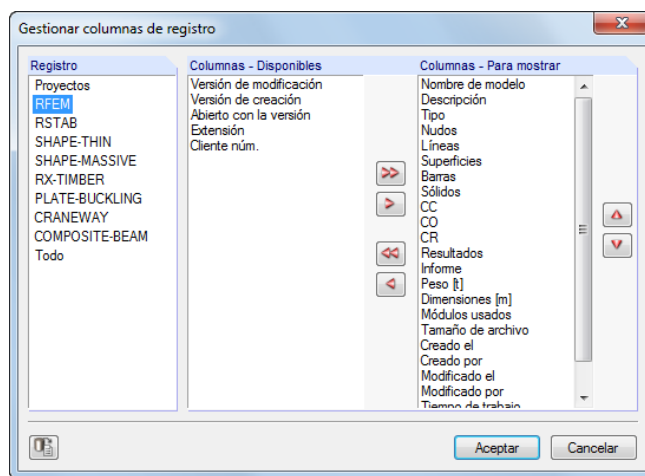 Gestionar columnas de registro
Registro
Proyectos
RFEM
RSTAB
SHAPE-THIN
SHAPE-MASSIVE
RX-TIMBER
PLATE-BUCKLING
CRANEWAY
COMPOSITE-BEAM
Todo
Columnas - Disponibles
Versión de modificación
Versión de creación
Abierto con la versión
Extensión
Cliente núm.
Columnas - Para mostrar
Nombre de modelo
Descripción
Tipo
Nudos
Líneas
Superficies
Barras
Sólidos
CC
CO
CR
Resultados
Informe
Peso [t]
Dimensiones [m]
Módulos usados
Tamaño de archivo
Creado el
Creado por
Modificado el
Modificado por
Tiempo de trabajo
Aceptar
Cancelar